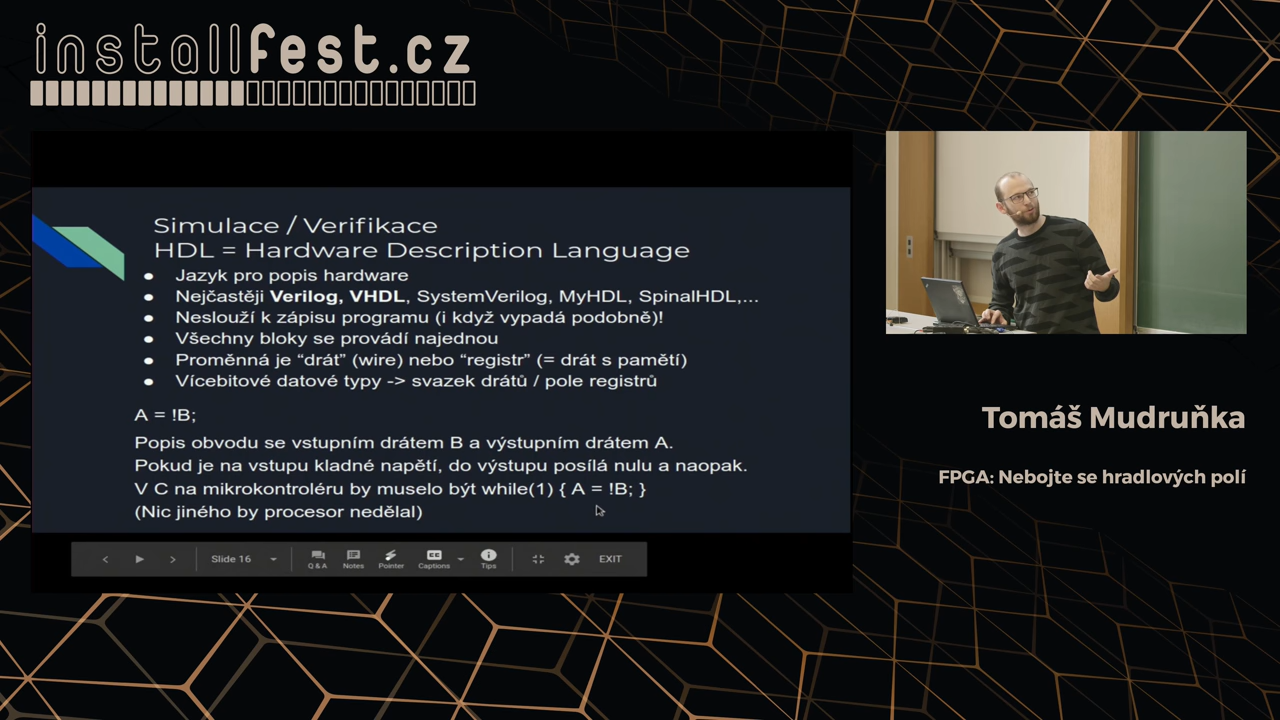 installfest.cz
Simulace / Verifikace
HDL = Hardware Description Language
● Jazyk pro popis hardware
● Nejčastěji Verilog, VHDL, SystemVerilog, MyHDL, SpinalHDL,...
● Neslouží k zápisu programu (i když vypadá podobně)!
● Všechny bloky se provádí najednou
● Proměnná je “drát” (wire) nebo “registr” (= drát s pamětí)
● Vícebitové datové typy -> svazek drátů / pole registrů
A = !B;
Popis obvodu se vstupním drátem B a výstupním drátem A.
Pokud je na vstupu kladné napětí, do výstupu posílá nulu a naopak.
V C na mikrokontroléru by muselo být while(1) { A = !B; }
(Nic jiného by procesor nedělal)
Slide 16
Q & A
Notes
Pointer
CC
Captions
Tips
EXIT
Tomáš Mudruňka
FPGA: Nebojte se hradlových polí